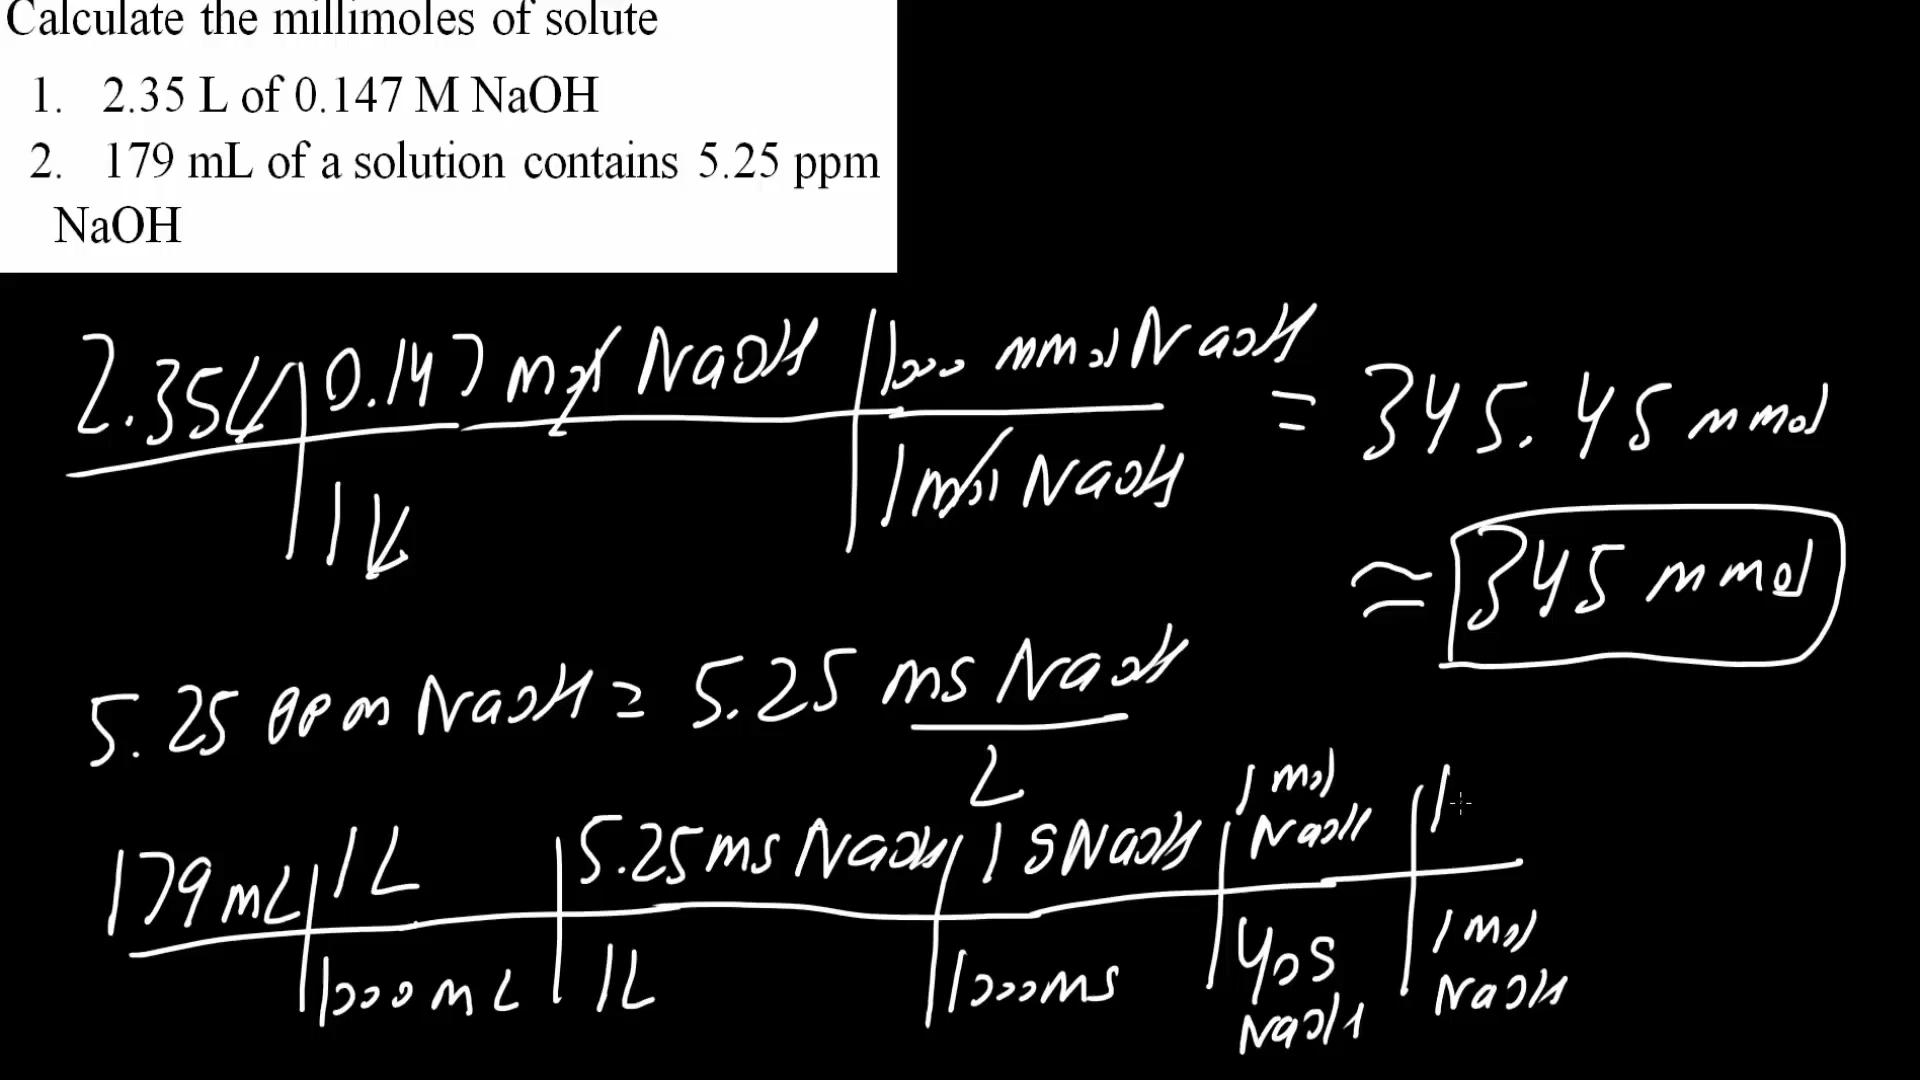 Calculate the millimoles of solute
1. 2.35 L of 0.147 M NaOH
2. 179 mL of a solution contains 5.25 ppm
NaOH
2.35L 0.147 mol NaOH 1000 mmol NaOH = 345.45 mmol
1L 1 mol NaOH
≈ 345 mmol
5.25 ppm NaOH = 5.25 mg NaOH
L
179 mL 1L 5.25 mg NaOH 1 g NaOH 1 mol NaOH 1
1000 mL 1L 1000 mg 40 g NaOH 1 mol NaOH